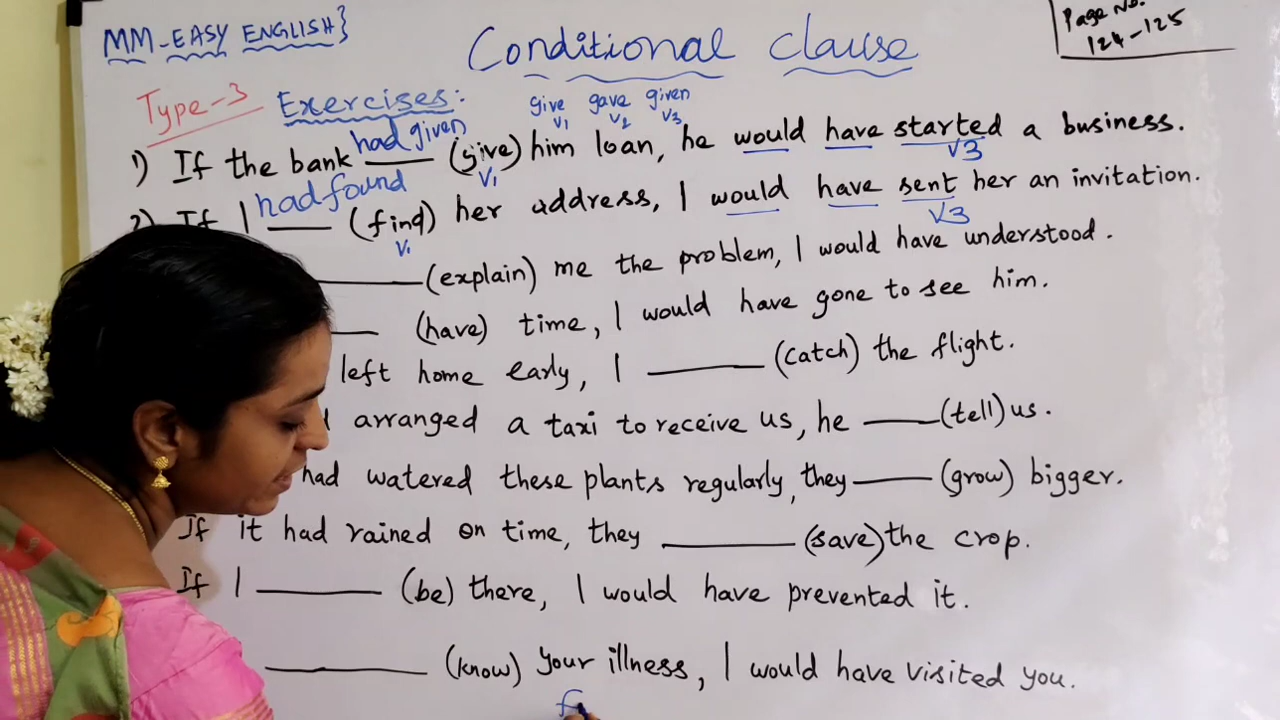 MM-EASY ENGLISH}
Page No.
124-125
Conditional clause
Type-3 Exercises:
give gave given
V1 V2 V3
had given
1) If the bank ____ (give) him loan, he would have started a business.
V1 V3
had found
2) If I ____ (find) her address, I would have sent her an invitation.
V1 V3
____ (explain) me the problem, I would have understood.
____ (have) time, I would have gone to see him.
left home early, I ____ (catch) the flight.
arranged a taxi to receive us, he ____ (tell) us.
had watered these plants regularly, they ____ (grow) bigger.
If it had rained on time, they ____ (save) the crop.
If I ____ (be) there, I would have prevented it.
____ (know) your illness, I would have visited you.
f